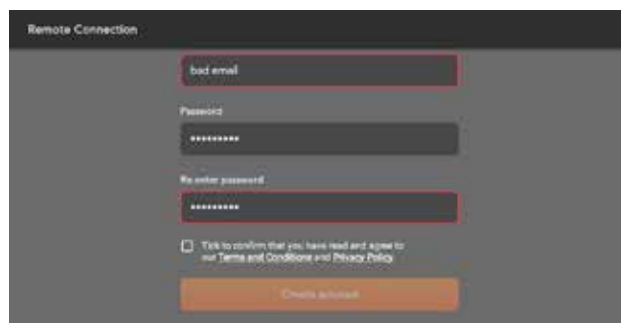 Remote Connection
bad email
Password
•••••••••
Re-enter password
•••••••••
Tick to confirm that you have read and agree to
our Terms and Conditions and Privacy Policy
Create account